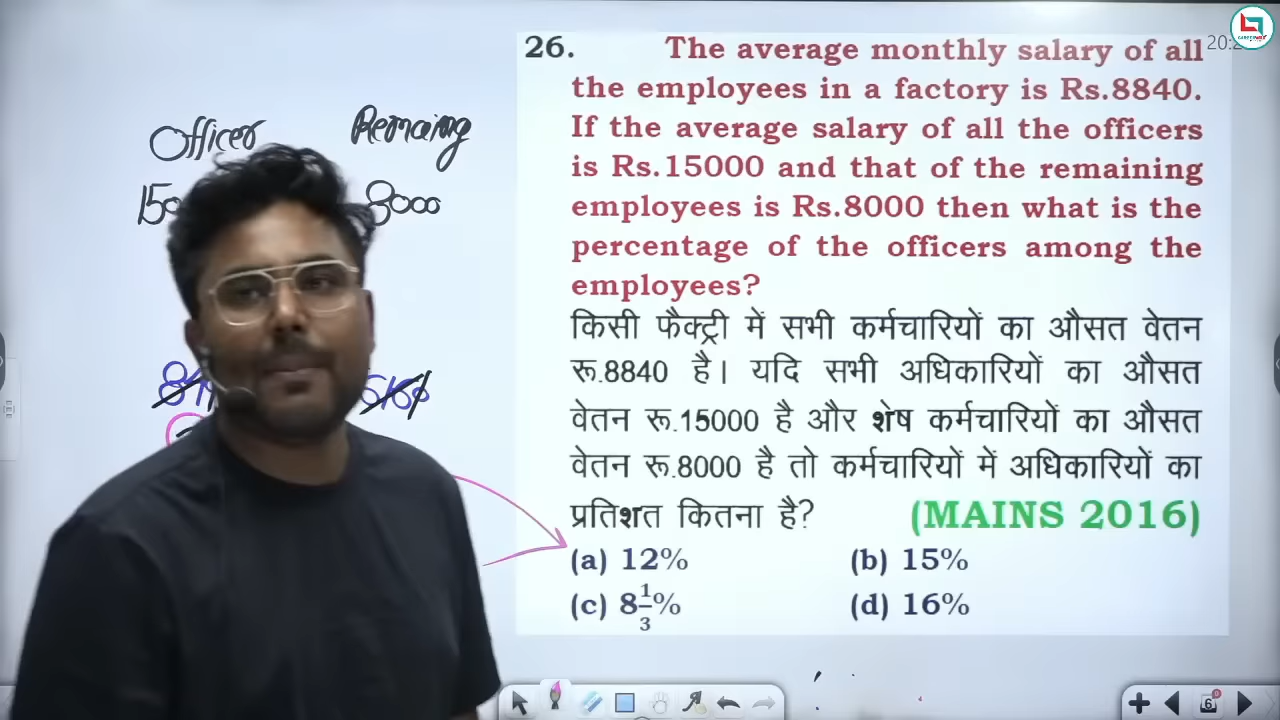 26. The average monthly salary of all
the employees in a factory is Rs.8840.
If the average salary of all the officers
is Rs.15000 and that of the remaining
employees is Rs.8000 then what is the
percentage of the officers among the
employees?
किसी फैक्ट्री में सभी कर्मचारियों का औसत वेतन
रू.8840 है। यदि सभी अधिकारियों का औसत
वेतन रू.15000 है और शेष कर्मचारियों का औसत
वेतन रू.8000 है तो कर्मचारियों में अधिकारियों का
प्रतिशत कितना है? (MAINS 2016)
(a) 12% (b) 15%
(c) 8 1/3% (d) 16%
Officer Remaing
8000
6